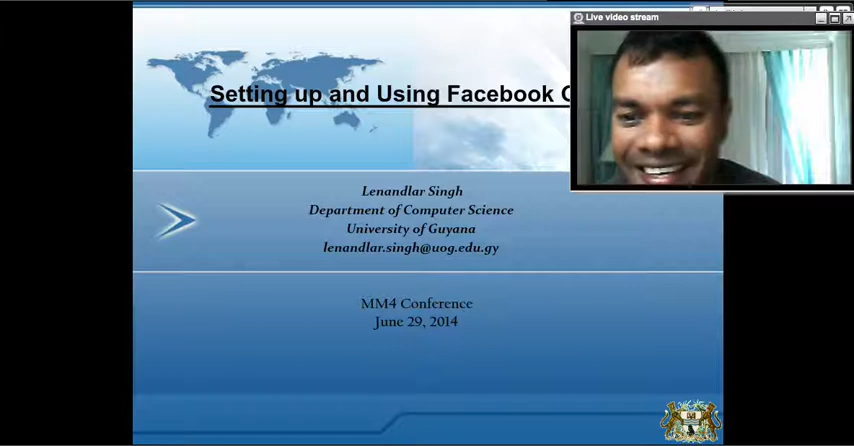 Live video stream
Setting up and Using Facebook
Lenandlar Singh
Department of Computer Science
University of Guyana
lenandlar.singh@uog.edu.gy
MM4 Conference
June 29, 2014